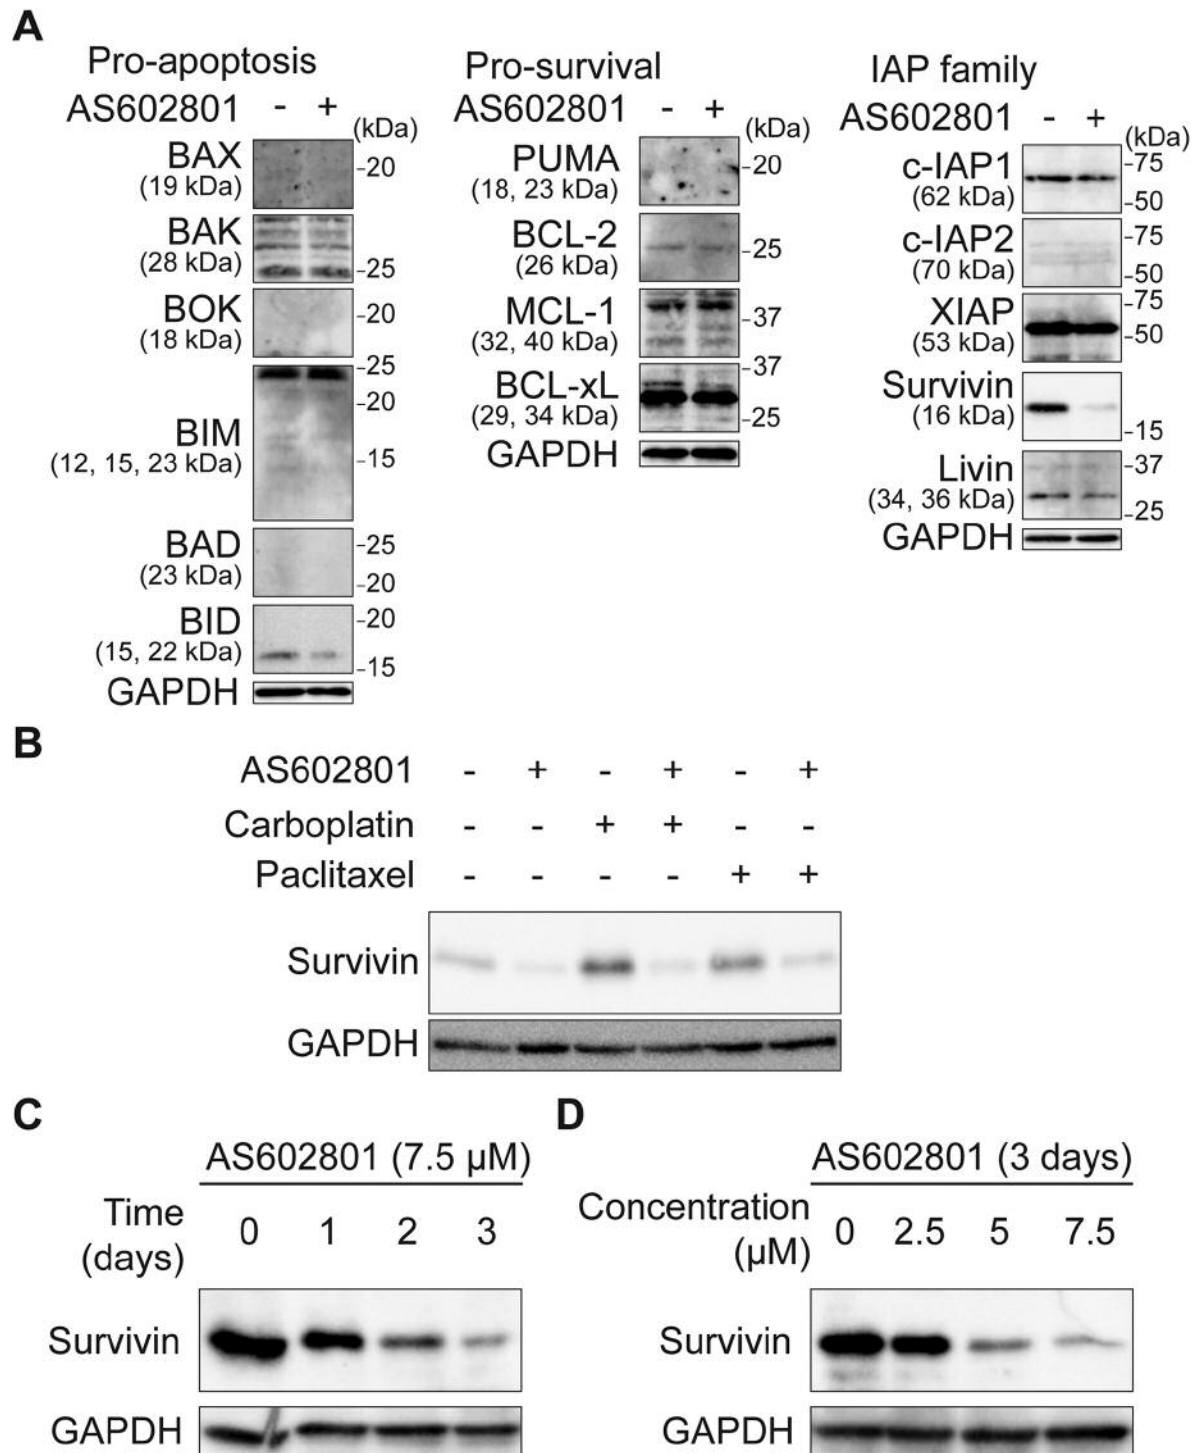 A
Pro-apoptosis
AS602801 - +
(kDa)
BAX
(19 kDa)
-20
BAK
(28 kDa)
-25
BOK
(18 kDa)
-20
BIM
(12, 15, 23 kDa)
-25
-20
-15
BAD
(23 kDa)
-25
-20
BID
(15, 22 kDa)
-20
-15
GAPDH
Pro-survival
AS602801 - +
(kDa)
PUMA
(18, 23 kDa)
-20
BCL-2
(26 kDa)
-25
MCL-1
(32, 40 kDa)
-37
BCL-xL
(29, 34 kDa)
-37
-25
GAPDH
IAP family
AS602801 - +
(kDa)
c-IAP1
(62 kDa)
-75
-50
c-IAP2
(70 kDa)
-75
-50
XIAP
(53 kDa)
-75
-50
Survivin
(16 kDa)
-15
Livin
(34, 36 kDa)
-37
-25
GAPDH
B
AS602801 - + - + - +
Carboplatin - - + + - -
Paclitaxel - - - - + +
Survivin
GAPDH
C
AS602801 (7.5 µM)
Time
(days)
0 1 2 3
Survivin
GAPDH
D
AS602801 (3 days)
Concentration
(µM)
0 2.5 5 7.5
Survivin
GAPDH